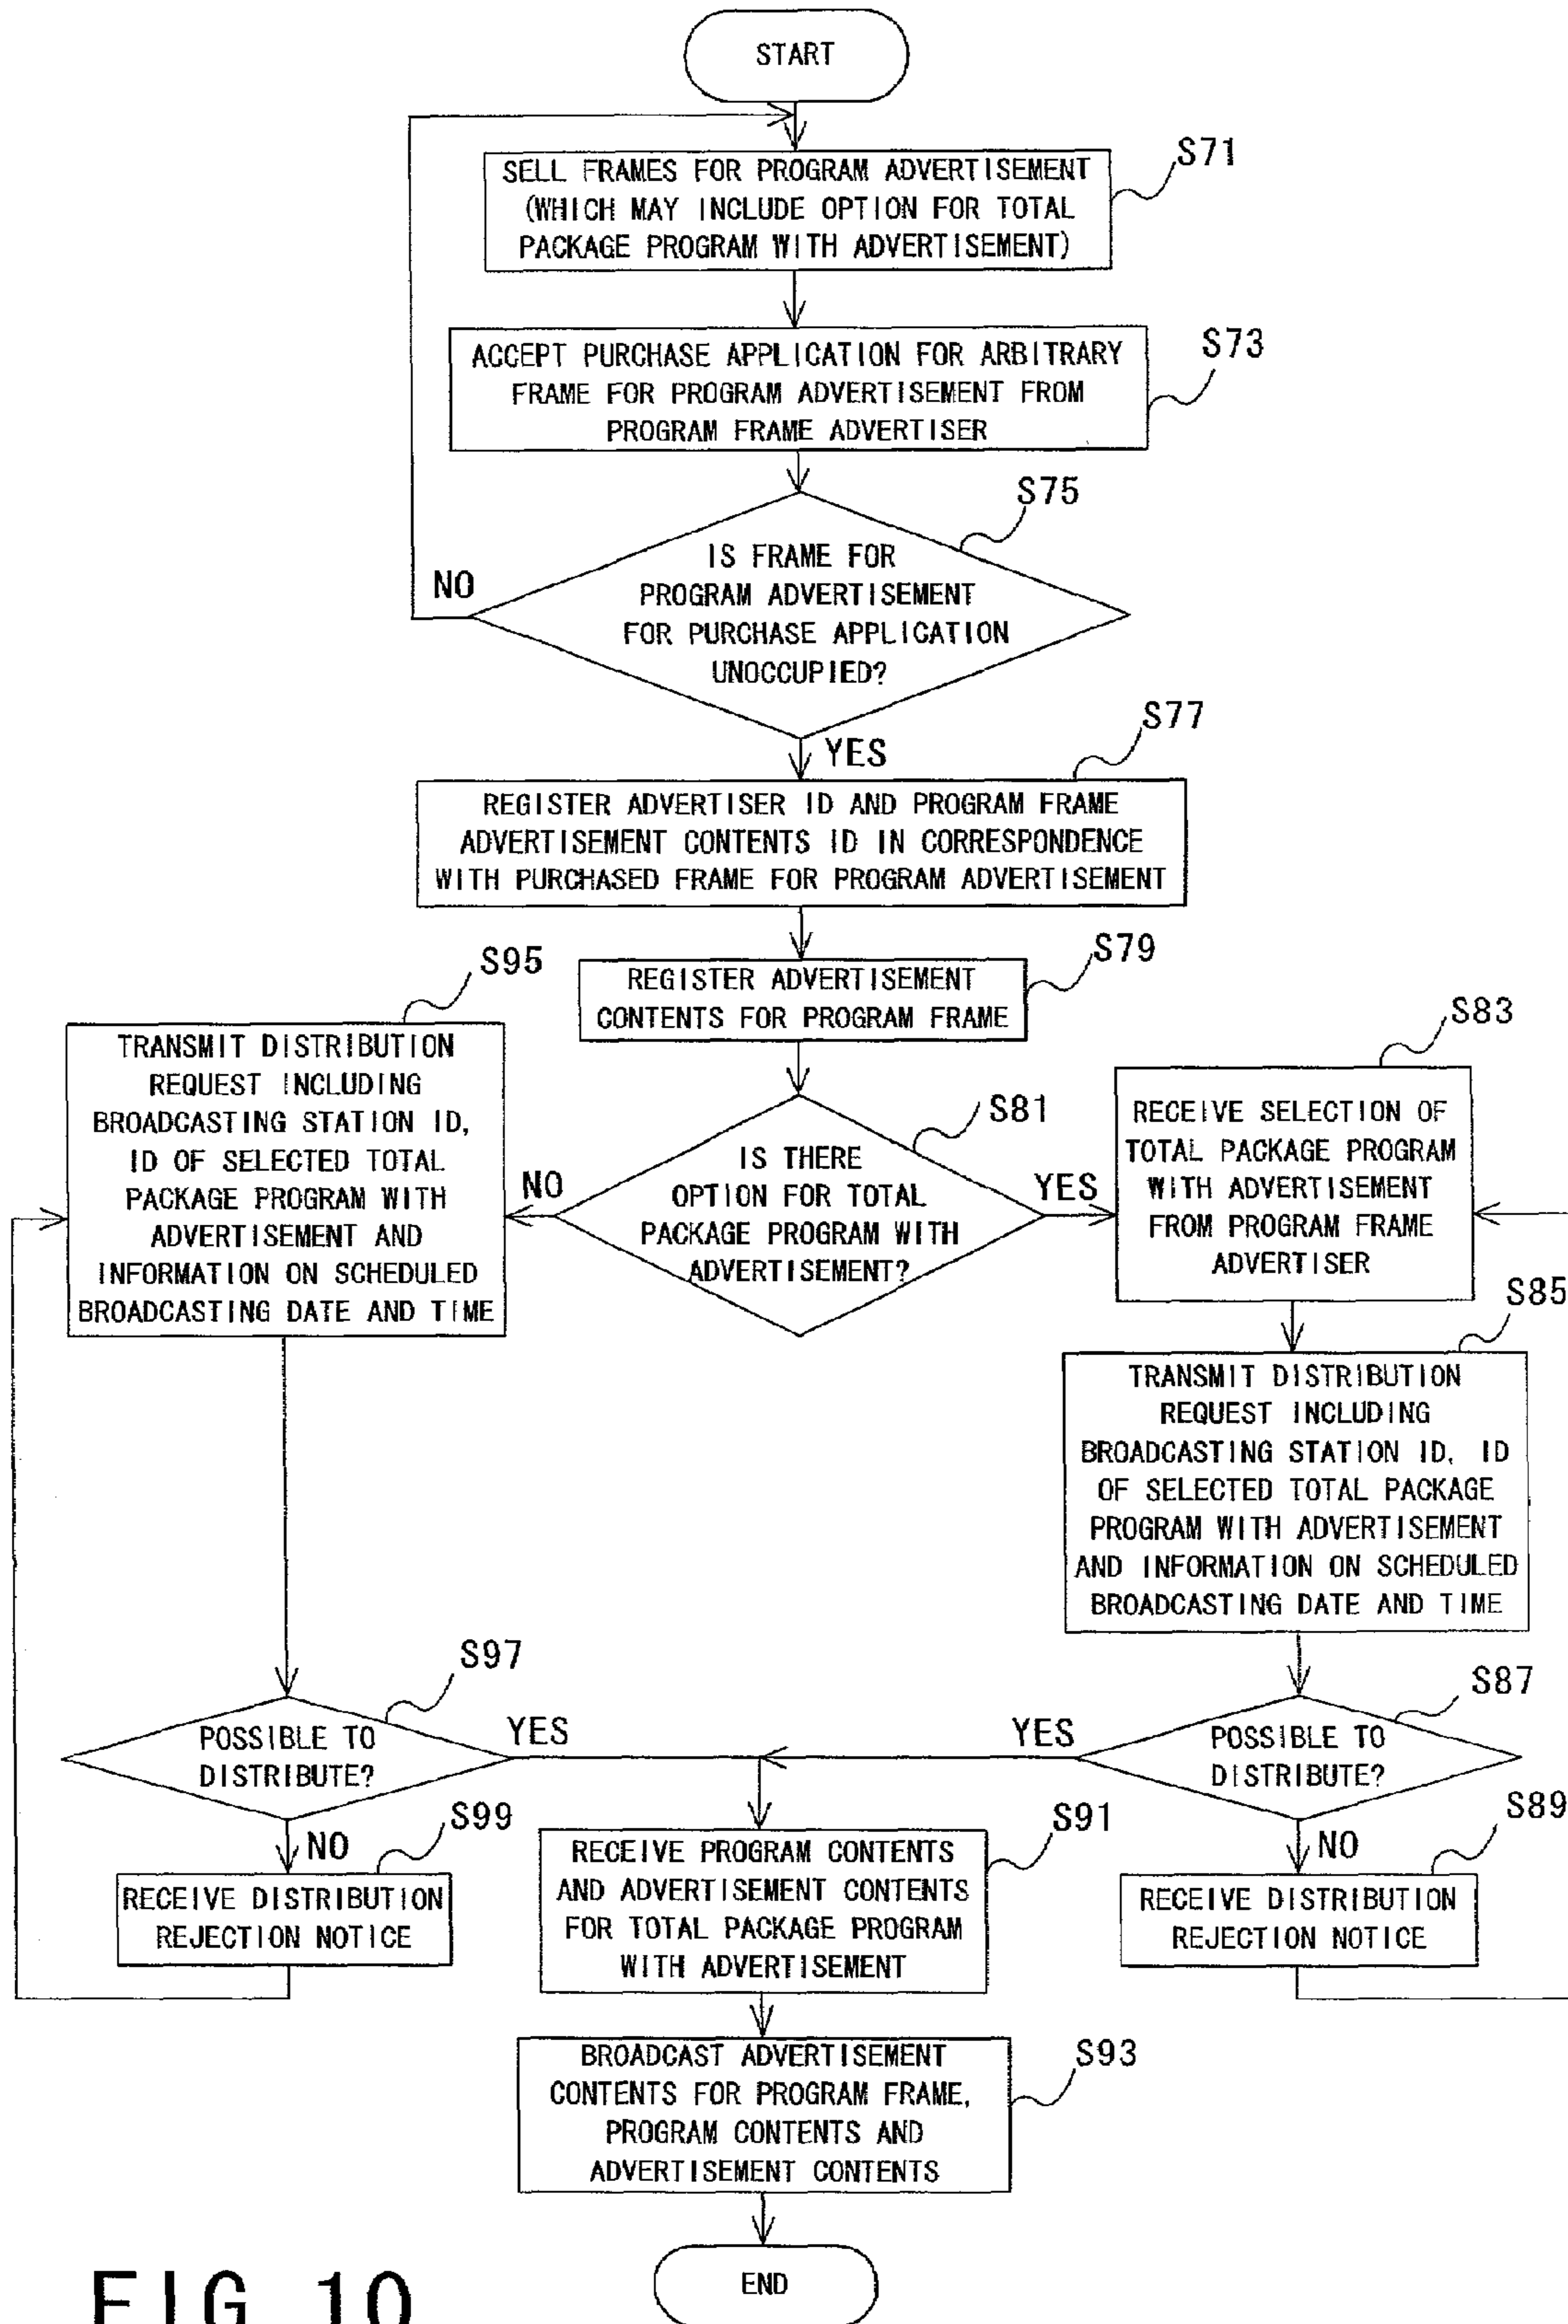 START
S71
SELL FRAMES FOR PROGRAM ADVERTISEMENT
(WHICH MAY INCLUDE OPTION FOR TOTAL
PACKAGE PROGRAM WITH ADVERTISEMENT)
S73
ACCEPT PURCHASE APPLICATION FOR ARBITRARY
FRAME FOR PROGRAM ADVERTISEMENT FROM
PROGRAM FRAME ADVERTISER
S75
IS FRAME FOR
PROGRAM ADVERTISEMENT
FOR PURCHASE APPLICATION
UNOCCUPIED?
NO
YES
S77
REGISTER ADVERTISER ID AND PROGRAM FRAME
ADVERTISEMENT CONTENTS ID IN CORRESPONDENCE
WITH PURCHASED FRAME FOR PROGRAM ADVERTISEMENT
S79
REGISTER ADVERTISEMENT
CONTENTS FOR PROGRAM FRAME
S81
IS THERE
OPTION FOR TOTAL
PACKAGE PROGRAM WITH
ADVERTISEMENT?
NO
YES
S95
TRANSMIT DISTRIBUTION
REQUEST INCLUDING
BROADCASTING STATION ID,
ID OF SELECTED TOTAL
PACKAGE PROGRAM WITH
ADVERTISEMENT AND
INFORMATION ON SCHEDULED
BROADCASTING DATE AND TIME
S83
RECEIVE SELECTION OF
TOTAL PACKAGE PROGRAM
WITH ADVERTISEMENT
FROM PROGRAM FRAME
ADVERTISER
S85
TRANSMIT DISTRIBUTION
REQUEST INCLUDING
BROADCASTING STATION ID, ID
OF SELECTED TOTAL PACKAGE
PROGRAM WITH ADVERTISEMENT
AND INFORMATION ON SCHEDULED
BROADCASTING DATE AND TIME
S97
POSSIBLE TO
DISTRIBUTE?
YES
NO
S87
POSSIBLE TO
DISTRIBUTE?
YES
NO
S99
RECEIVE DISTRIBUTION
REJECTION NOTICE
S91
RECEIVE PROGRAM CONTENTS
AND ADVERTISEMENT CONTENTS
FOR TOTAL PACKAGE PROGRAM
WITH ADVERTISEMENT
S89
RECEIVE DISTRIBUTION
REJECTION NOTICE
S93
BROADCAST ADVERTISEMENT
CONTENTS FOR PROGRAM FRAME,
PROGRAM CONTENTS AND
ADVERTISEMENT CONTENTS
END
FIG. 10